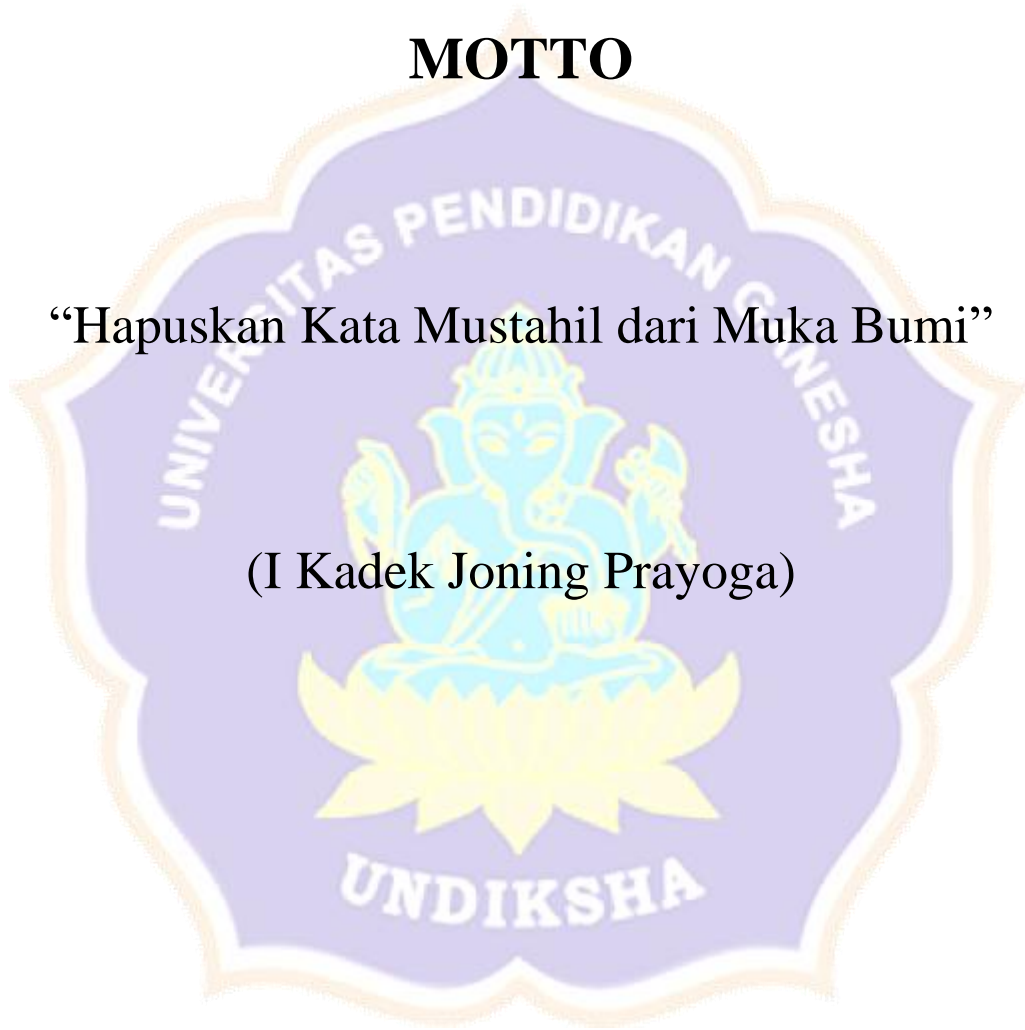 MOTTO
UNIVERSITAS PENDIDIKAN GANESHA
“Hapuskan Kata Mustahil dari Muka Bumi”
(I Kadek Joning Prayoga)
UNDIKSHA